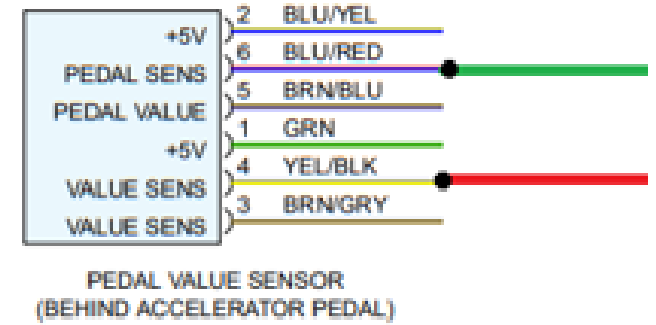 +5V 2 BLU/YEL
PEDAL SENS 6 BLU/RED
PEDAL VALUE 5 BRN/BLU
+5V 1 GRN
VALUE SENS 4 YEL/BLK
VALUE SENS 3 BRN/GRY
PEDAL VALUE SENSOR
(BEHIND ACCELERATOR PEDAL)